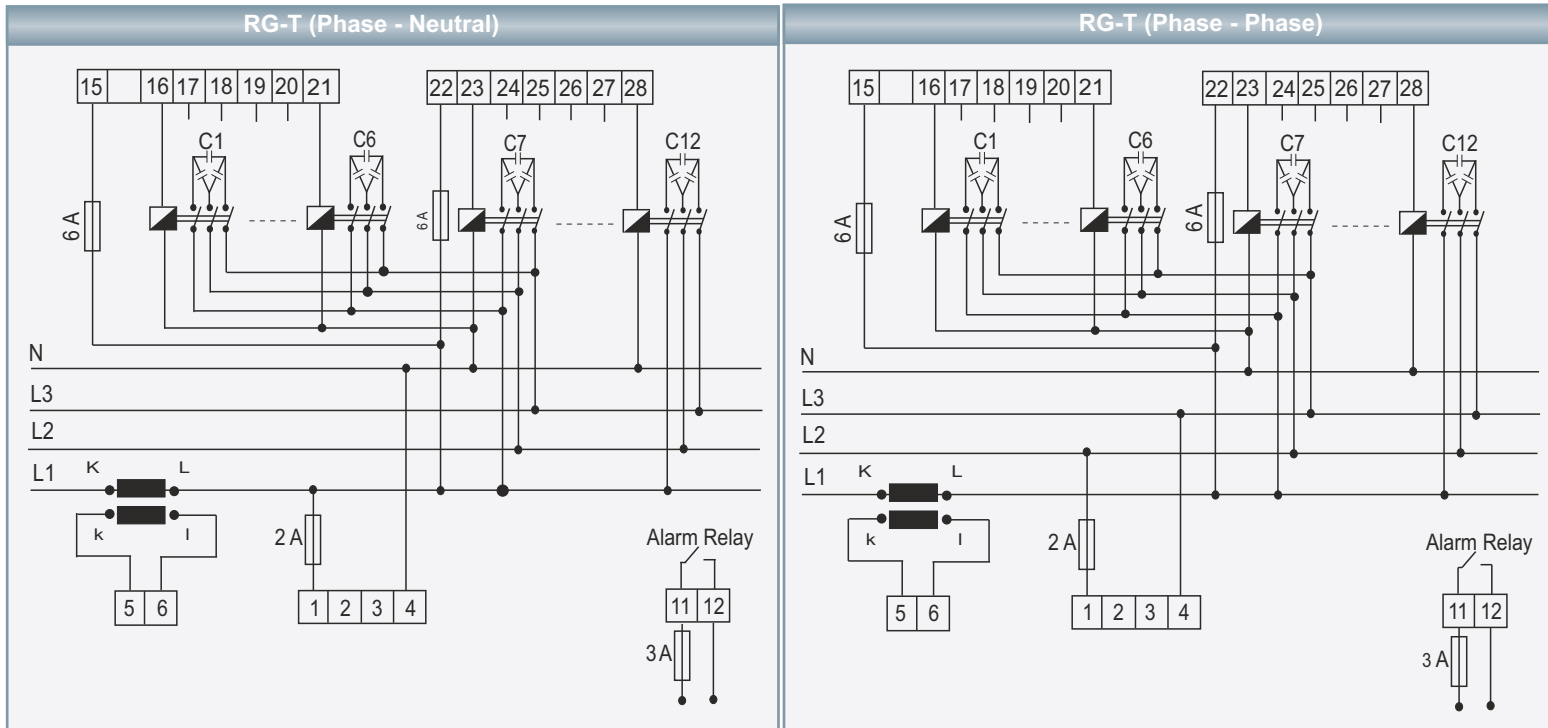 RG-T (Phase - Neutral)
15 16 17 18 19 20 21
22 23 24 25 26 27 28
C1
C6
C7
C12
6 A
6 A
N
L3
L2
L1
K
L
k
l
2 A
Alarm Relay
5 6
1 2 3 4
11 12
3 A
RG-T (Phase - Phase)
15 16 17 18 19 20 21
22 23 24 25 26 27 28
C1
C6
C7
C12
6 A
6 A
N
L3
L2
L1
K
L
k
l
2 A
Alarm Relay
5 6
1 2 3 4
11 12
3 A